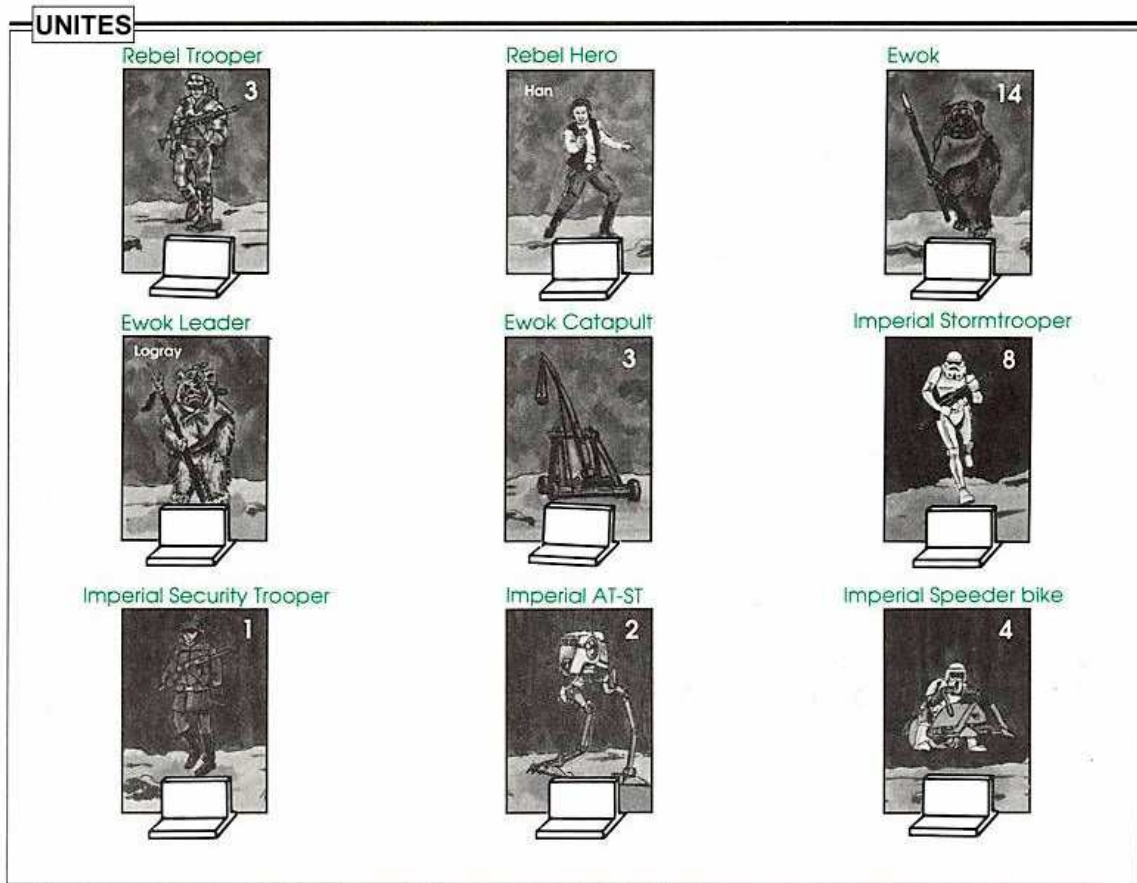 UNITES
Rebel Trooper
3
Rebel Hero
Han
Ewok
14
Ewok Leader
Logray
Ewok Catapult
3
Imperial Stormtrooper
8
Imperial Security Trooper
1
Imperial AT-ST
2
Imperial Speeder bike
4